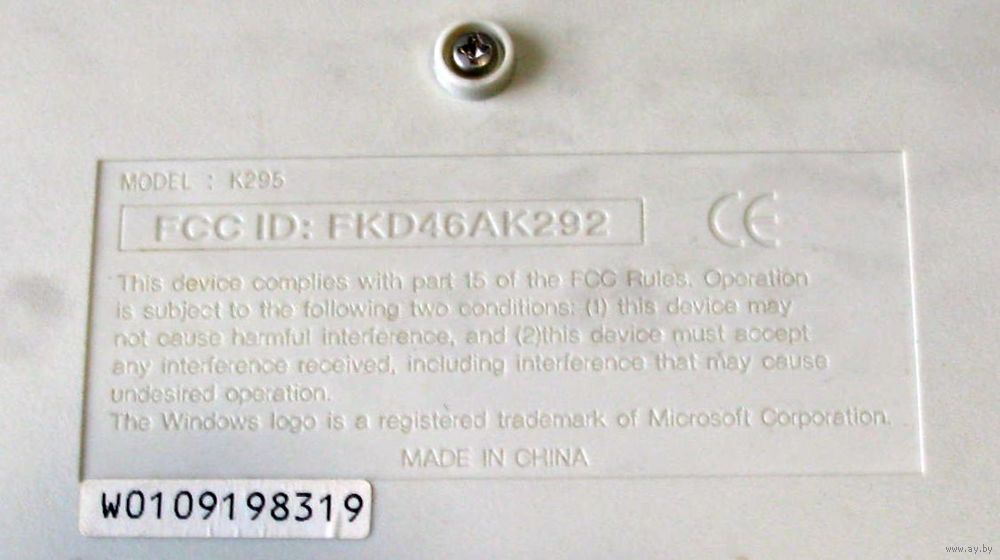 MODEL : K295
FCC ID: FKD46AK292
CE
This device complies with part 15 of the FCC Rules. Operation
is subject to the following two conditions: (1) this device may
not cause harmful interference, and (2)this device must accept
any interference received, including interference that may cause
undesired operation.
The Windows logo is a registered trademark of Microsoft Corporation.
MADE IN CHINA
W0109198319
www.ay.by